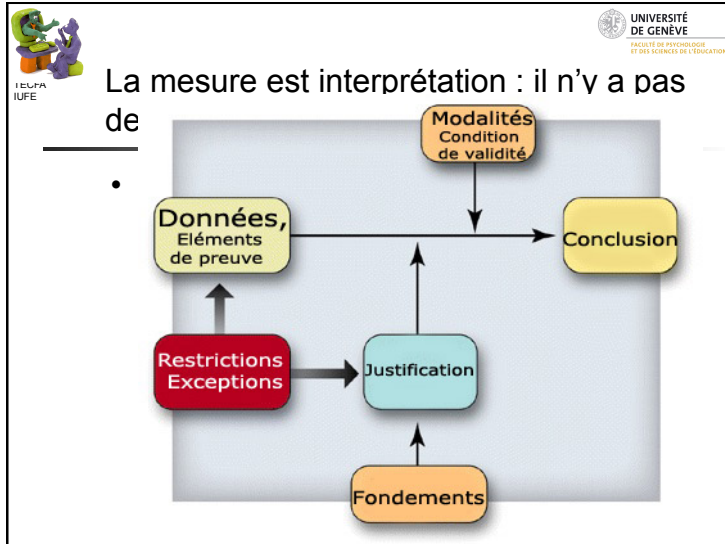 UNIVERSITÉ
DE GENÈVE
FACULTÉ DE PSYCHOLOGIE
ET DES SCIENCES DE L'ÉDUCATION
TECFA
IUFE
La mesure est interprétation : il n'y a pas
de
Modalités
Condition
de validité
•
Données,
Eléments
de preuve
Conclusion
Restrictions
Exceptions
Justification
Fondements